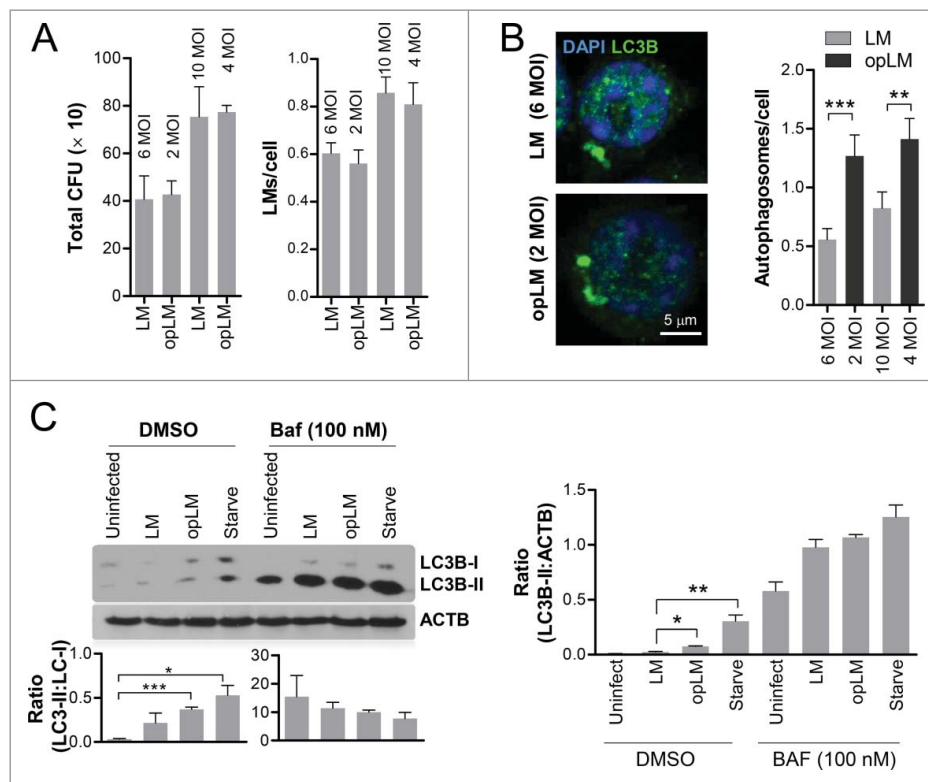 A
Total CFU (× 10)
100
80
60
40
20
0
6 MOI
2 MOI
10 MOI
4 MOI
LM
opLM
LM
opLM
LMs/cell
1.0
0.8
0.6
0.4
0.2
0.0
6 MOI
2 MOI
10 MOI
4 MOI
LM
opLM
LM
opLM
B
DAPI LC3B
LM (6 MOI)
opLM (2 MOI)
5 μm
LM
opLM
Autophagosomes/cell
2.0
1.5
1.0
0.5
0.0
***
**
6 MOI
2 MOI
10 MOI
4 MOI
C
DMSO
Baf (100 nM)
Uninfected
LM
opLM
Starve
Uninfected
LM
opLM
Starve
LC3B-I
LC3B-II
ACTB
Ratio
(LC3-II:LC-I)
1.0
0.5
0.0
*
***
30
20
10
0
Ratio
(LC3B-II:ACTB)
1.5
1.0
0.5
0.0
**
*
Uninfect
LM
opLM
Starve
Uninfect
LM
opLM
Starve
DMSO
BAF (100 nM)